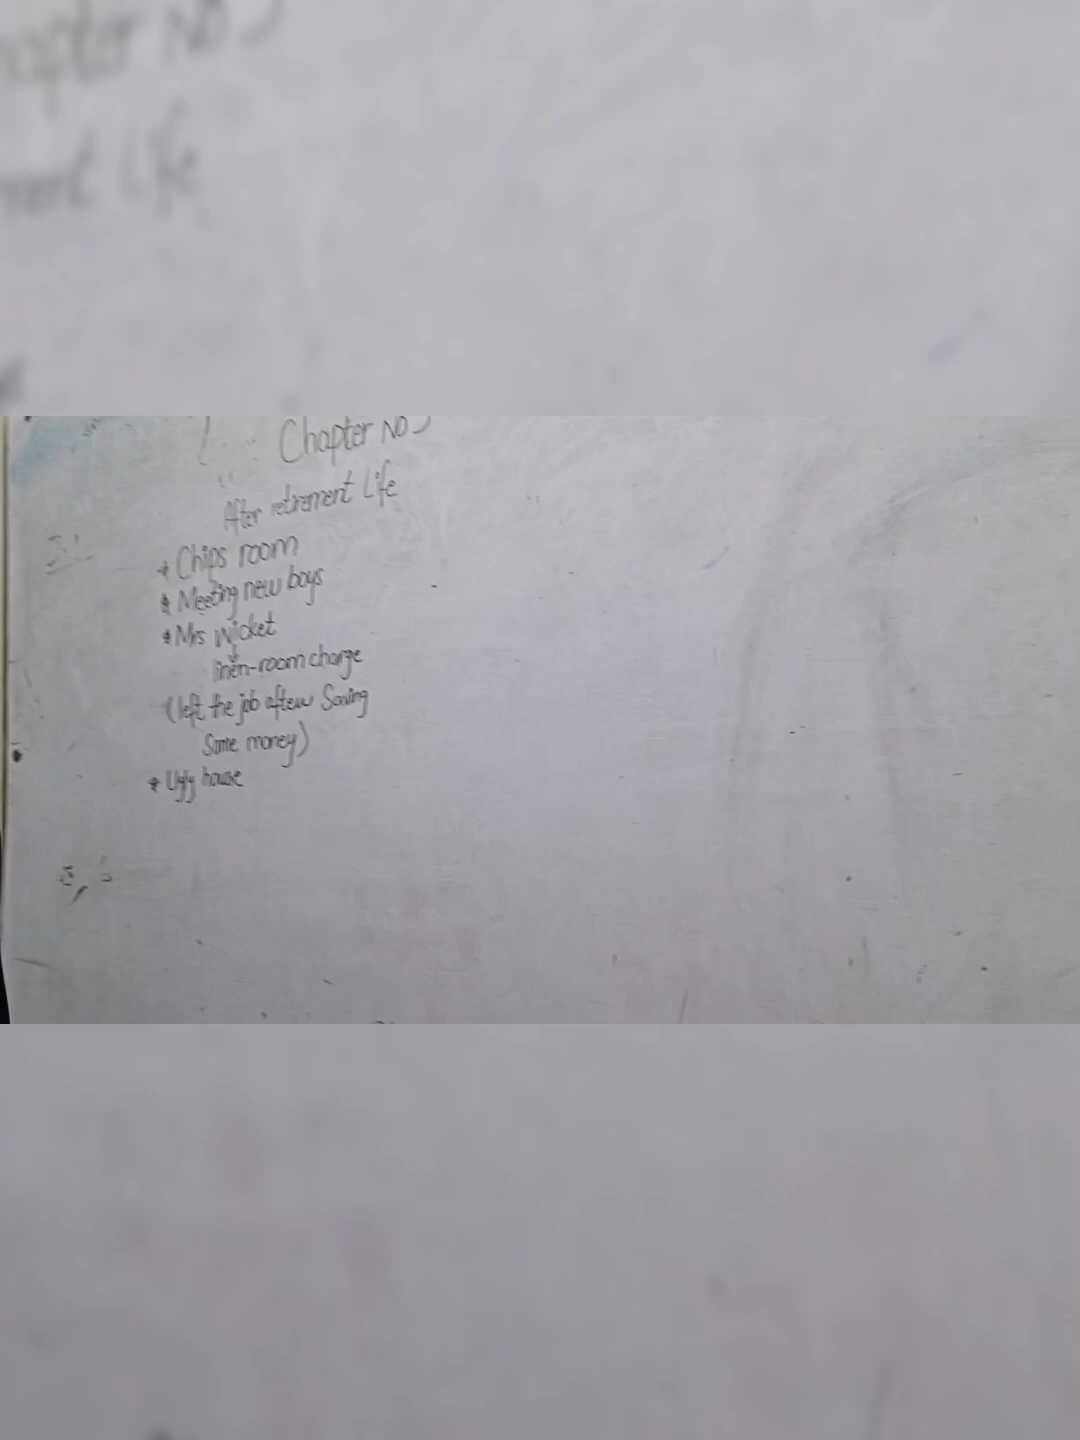 Chapter No
After retirement Life
* Chips room
* Meeting new boys
* Mrs Wicket
linen-room charge
(left the job after Saving
Some money)
* Ugly house